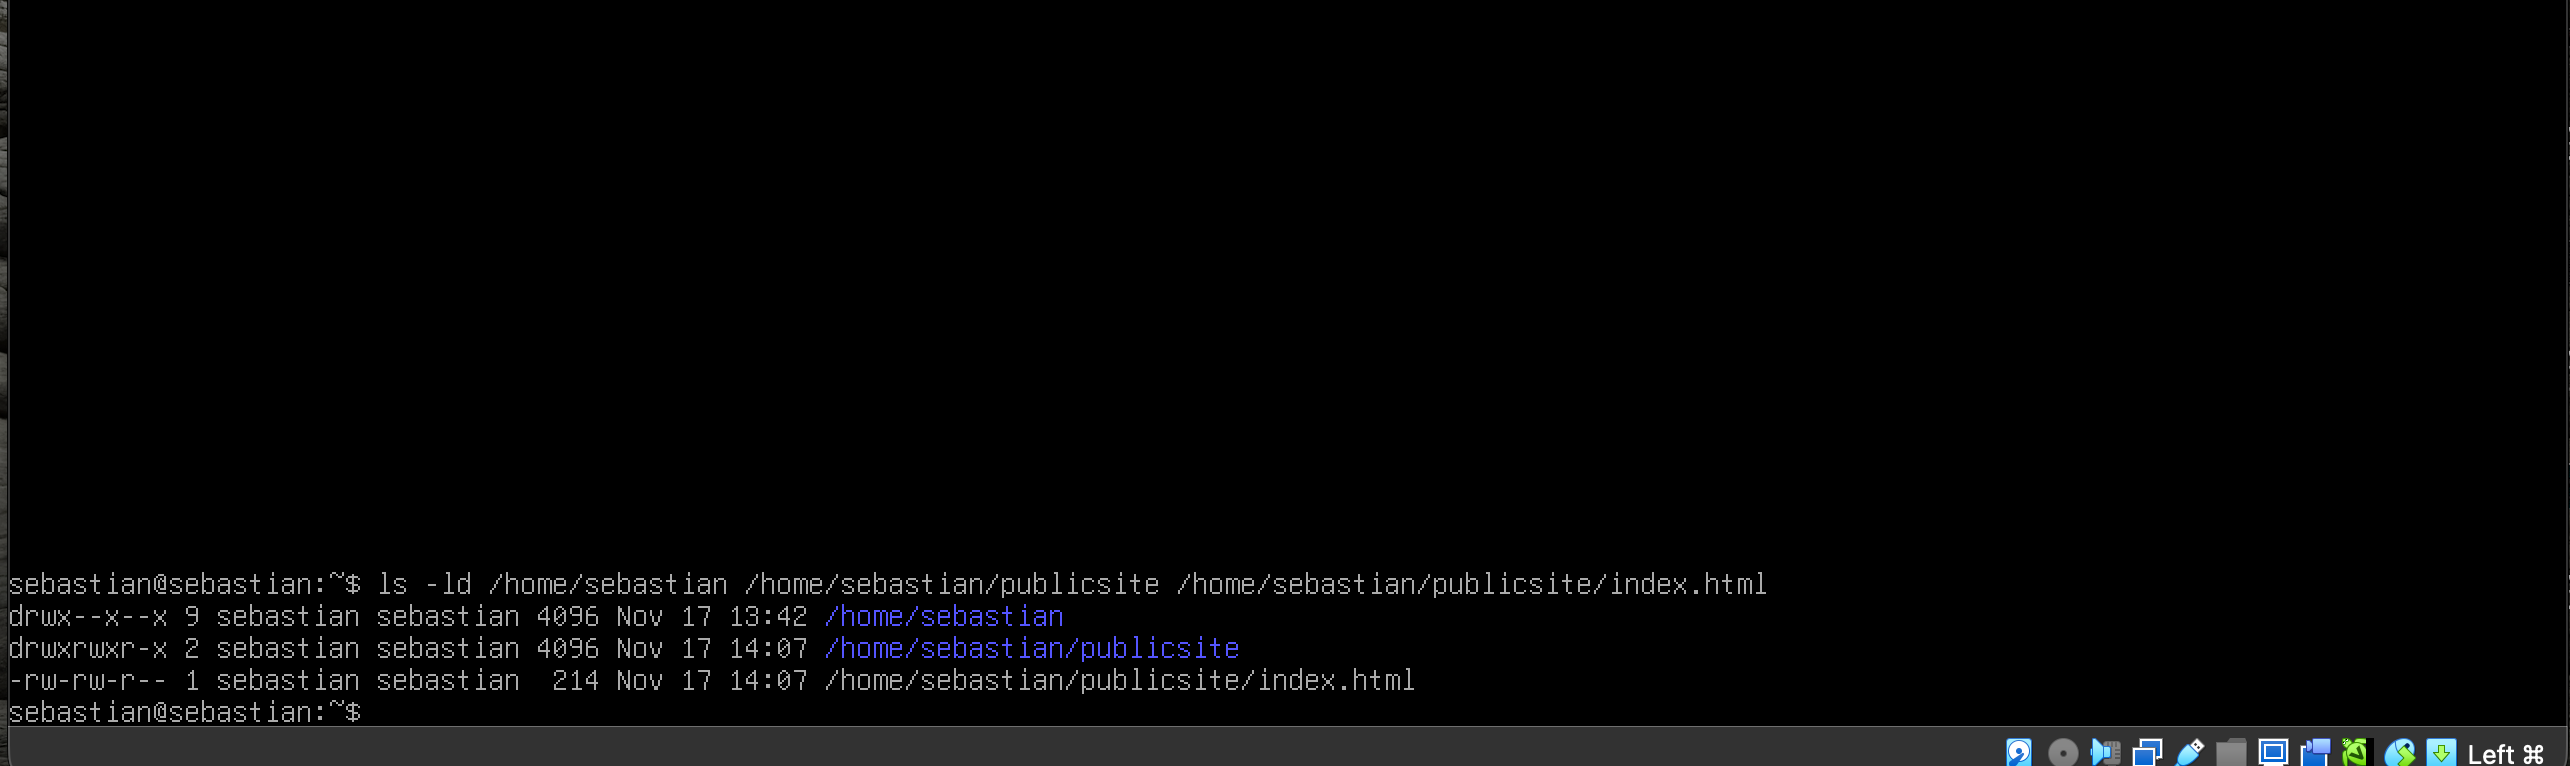 sebastian@sebastian:~$ ls -ld /home/sebastian /home/sebastian/publicsite /home/sebastian/publicsite/index.html
drwx--x--x 9 sebastian sebastian 4096 Nov 17 13:42 /home/sebastian
drwxrwxr-x 2 sebastian sebastian 4096 Nov 17 14:07 /home/sebastian/publicsite
-rw-rw-r-- 1 sebastian sebastian  214 Nov 17 14:07 /home/sebastian/publicsite/index.html
sebastian@sebastian:~$
Left ⌘